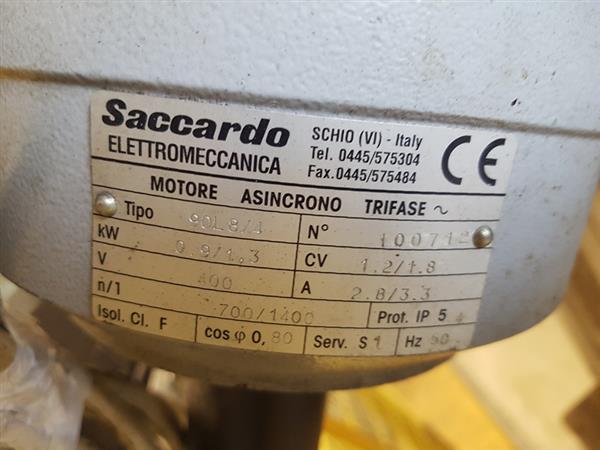 Saccardo
ELETTROMECCANICA
SCHIO (VI) - Italy
Tel. 0445/575304
Fax.0445/575484
CE
MOTORE ASINCRONO TRIFASE ~
Tipo 90L8/4 N° 100712
kW 0.9/1.3 CV 1.2/1.8
V 400 A 2.8/3.3
n/1 700/1400 Prot. IP 5
Isol. Cl. F cos φ 0,80 Serv. S1 Hz 50